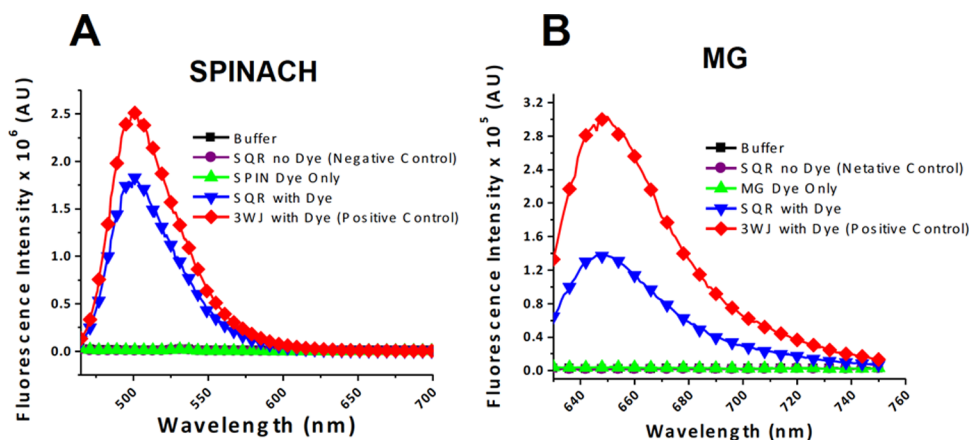 A
SPINACH
Fluorescence Intensity x 10⁶ (AU)
2.5
2.0
1.5
1.0
0.5
0.0
Buffer
SQR no Dye (Negative Control)
SPIN Dye Only
SQR with Dye
3WJ with Dye (Positive Control)
500
550
600
650
700
Wavelength (nm)
B
MG
Fluorescence Intensity x 10⁵ (AU)
3.2
2.8
2.4
2.0
1.6
1.2
0.8
0.4
0.0
Buffer
SQR no Dye (Netative Control)
MG Dye Only
SQR with Dye
3WJ with Dye (Positive Control)
640
660
680
700
720
740
760
Wavelength (nm)